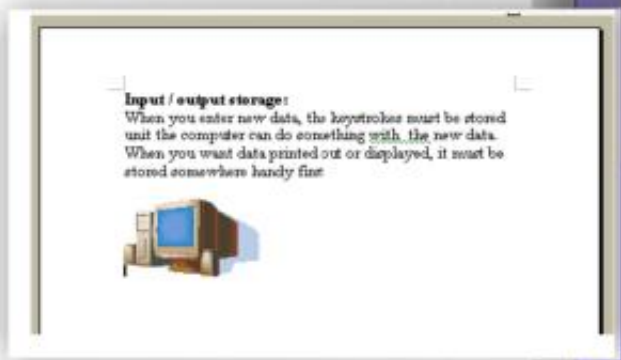 Input / output storage:
When you enter new data, the keystrokes must be stored
unit the computer can do something with the new data.
When you want data printed out or displayed, it must be
stored somewhere handy first